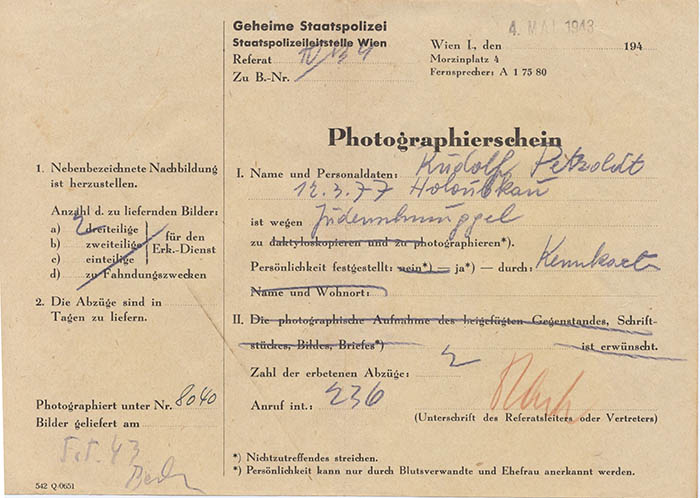 Geheime Staatspolizei
Staatspolizeileitstelle Wien
Referat IV
Zu B.-Nr.
4. MAI 1943
Wien I., den 194
Morzinplatz 4
Fernsprecher: A 1 75 80
Photographierschein
1. Nebenbezeichnete Nachbildung
ist herzustellen.
Anzahl d. zu liefernden Bilder:
a) 2 dreiteilige
b) zweiteilige
c) einteilige
für den
Erk.-Dienst
d) zu Fahndungszwecken
2. Die Abzüge sind in
Tagen zu liefern.
Photographiert unter Nr. 8040
Bilder geliefert am
5.5.43
542 Q/0651
I. Name und Personaldaten: Rudolf Petzoldt
12.3.77 Holoubkau
ist wegen Judenschmuggel
zu daktyloskopieren und zu photographieren*).
Persönlichkeit festgestellt: nein*) — ja*) — durch: Kennkarte
Name und Wohnort:
II. Die photographische Aufnahme des beigefügten Gegenstandes, Schrift-
stückes, Bildes, Briefes*) ist erwünscht.
Zahl der erbetenen Abzüge: 2
Anruf int.: 236
(Unterschrift des Referatsleiters oder Vertreters)
*) Nichtzutreffendes streichen.
*) Persönlichkeit kann nur durch Blutsverwandte und Ehefrau anerkannt werden.